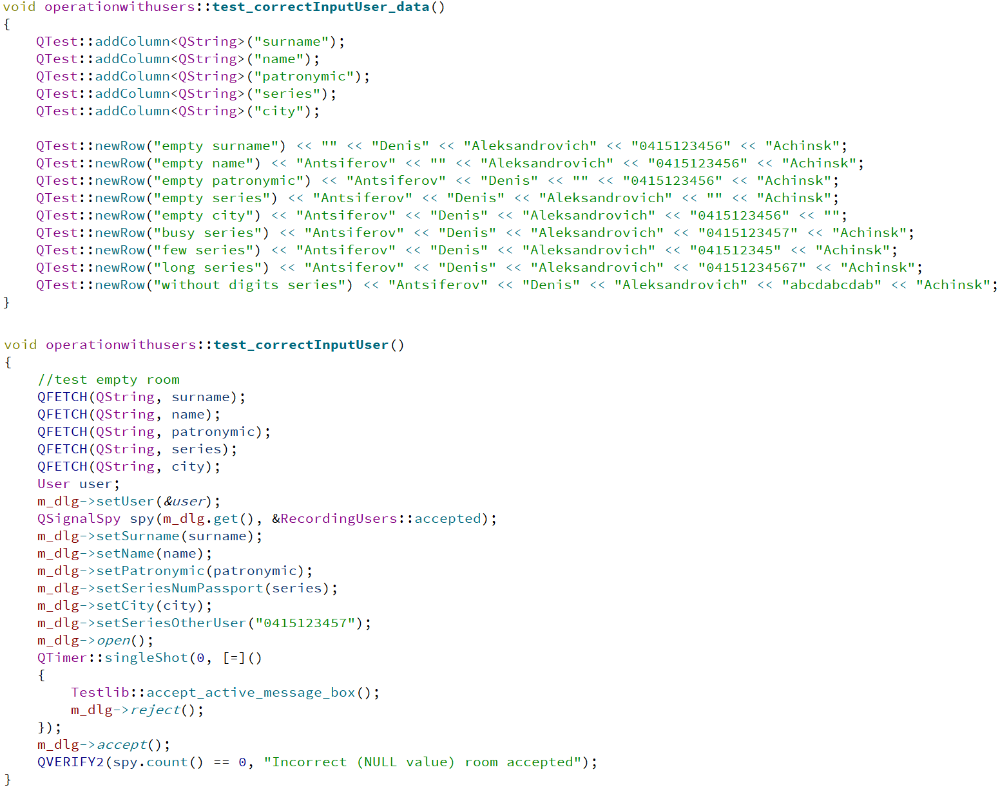 void operationwithusers::test_correctInputUser_data()
{
    QTest::addColumn<QString>("surname");
    QTest::addColumn<QString>("name");
    QTest::addColumn<QString>("patronymic");
    QTest::addColumn<QString>("series");
    QTest::addColumn<QString>("city");

    QTest::newRow("empty surname") << "" << "Denis" << "Aleksandrovich" << "0415123456" << "Achinsk";
    QTest::newRow("empty name") << "Antsiferov" << "" << "Aleksandrovich" << "0415123456" << "Achinsk";
    QTest::newRow("empty patronymic") << "Antsiferov" << "Denis" << "" << "0415123456" << "Achinsk";
    QTest::newRow("empty series") << "Antsiferov" << "Denis" << "Aleksandrovich" << "" << "Achinsk";
    QTest::newRow("empty city") << "Antsiferov" << "Denis" << "Aleksandrovich" << "0415123456" << "";
    QTest::newRow("busy series") << "Antsiferov" << "Denis" << "Aleksandrovich" << "0415123457" << "Achinsk";
    QTest::newRow("few series") << "Antsiferov" << "Denis" << "Aleksandrovich" << "041512345" << "Achinsk";
    QTest::newRow("long series") << "Antsiferov" << "Denis" << "Aleksandrovich" << "04151234567" << "Achinsk";
    QTest::newRow("without digits series") << "Antsiferov" << "Denis" << "Aleksandrovich" << "abcdabcdab" << "Achinsk";
}

void operationwithusers::test_correctInputUser()
{
    //test empty room
    QFETCH(QString, surname);
    QFETCH(QString, name);
    QFETCH(QString, patronymic);
    QFETCH(QString, series);
    QFETCH(QString, city);
    User user;
    m_dlg->setUser(&user);
    QSignalSpy spy(m_dlg.get(), &RecordingUsers::accepted);
    m_dlg->setSurname(surname);
    m_dlg->setName(name);
    m_dlg->setPatronymic(patronymic);
    m_dlg->setSeriesNumPassport(series);
    m_dlg->setCity(city);
    m_dlg->setSeriesOtherUser("0415123457");
    m_dlg->open();
    QTimer::singleShot(0, [=]()
    {
        Testlib::accept_active_message_box();
        m_dlg->reject();
    });
    m_dlg->accept();
    QVERIFY2(spy.count() == 0, "Incorrect (NULL value) room accepted");
}